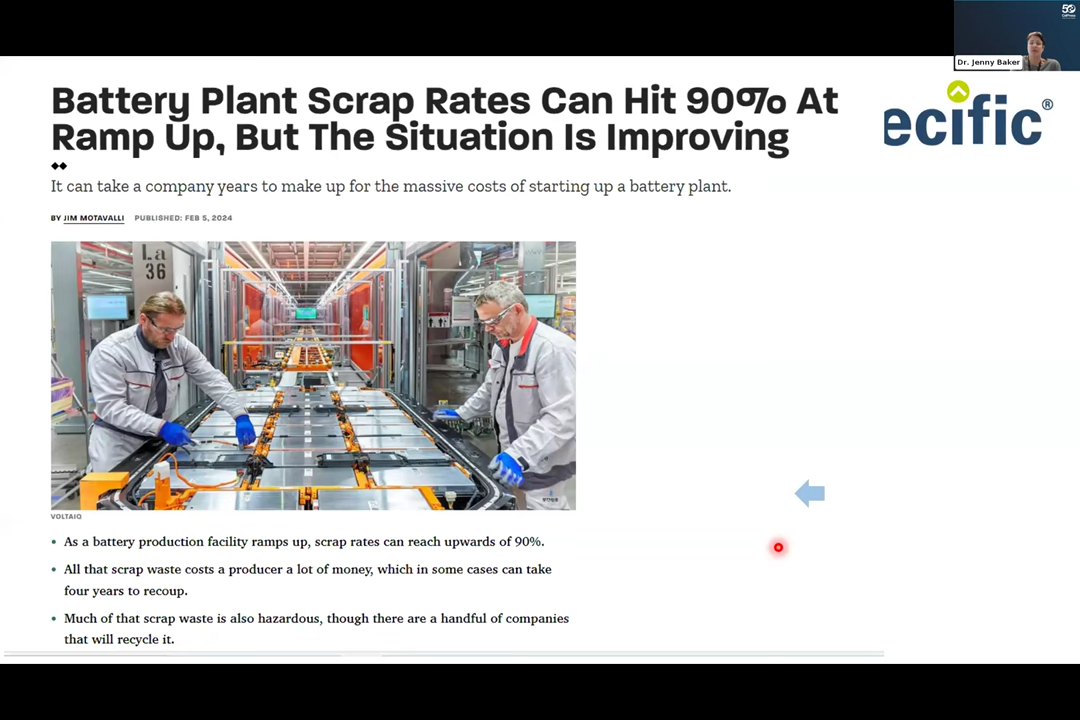 50
Dr. Jenny Baker
Battery Plant Scrap Rates Can Hit 90% At
Ramp Up, But The Situation Is Improving
ecific®
It can take a company years to make up for the massive costs of starting up a battery plant.
BY JIM MOTAVALLI PUBLISHED: FEB 5, 2024
La
36
VOLTAIQ
• As a battery production facility ramps up, scrap rates can reach upwards of 90%.
• All that scrap waste costs a producer a lot of money, which in some cases can take
four years to recoup.
• Much of that scrap waste is also hazardous, though there are a handful of companies
that will recycle it.